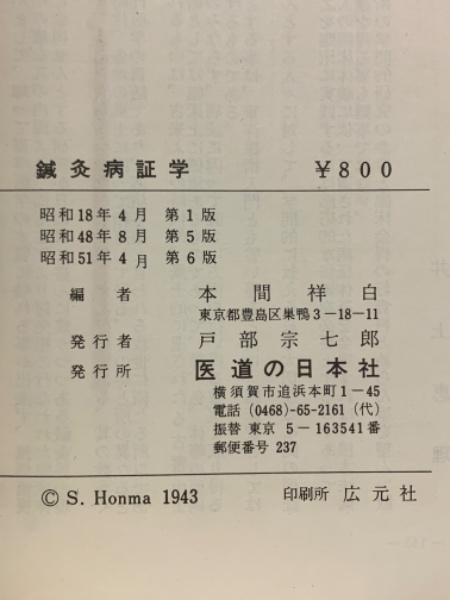 鍼灸病証学 ￥800
昭和18年4月 第1版
昭和48年8月 第5版
昭和51年4月 第6版
編者 本間祥白
東京都豊島区巣鴨3-18-11
発行者 戸部宗七郎
発行所 医道の日本社
横須賀市追浜本町1-45
電話 (0468)-65-2161 (代)
振替 東京 5-163541番
郵便番号 237
© S. Honma 1943 印刷所 広元社